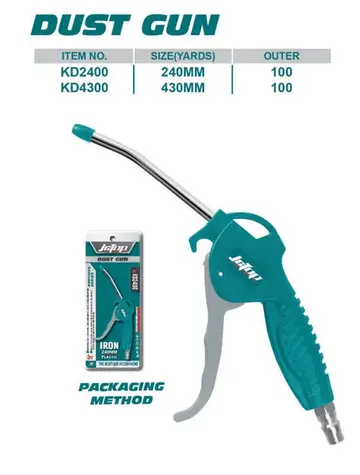 DUST GUN
ITEM NO. SIZE(YARDS) OUTER
KD2400 240MM 100
KD4300 430MM 100
JETOP
JETOP
DUST GUN
IRON
240MM
PLASTIC
PACKAGING
METHOD